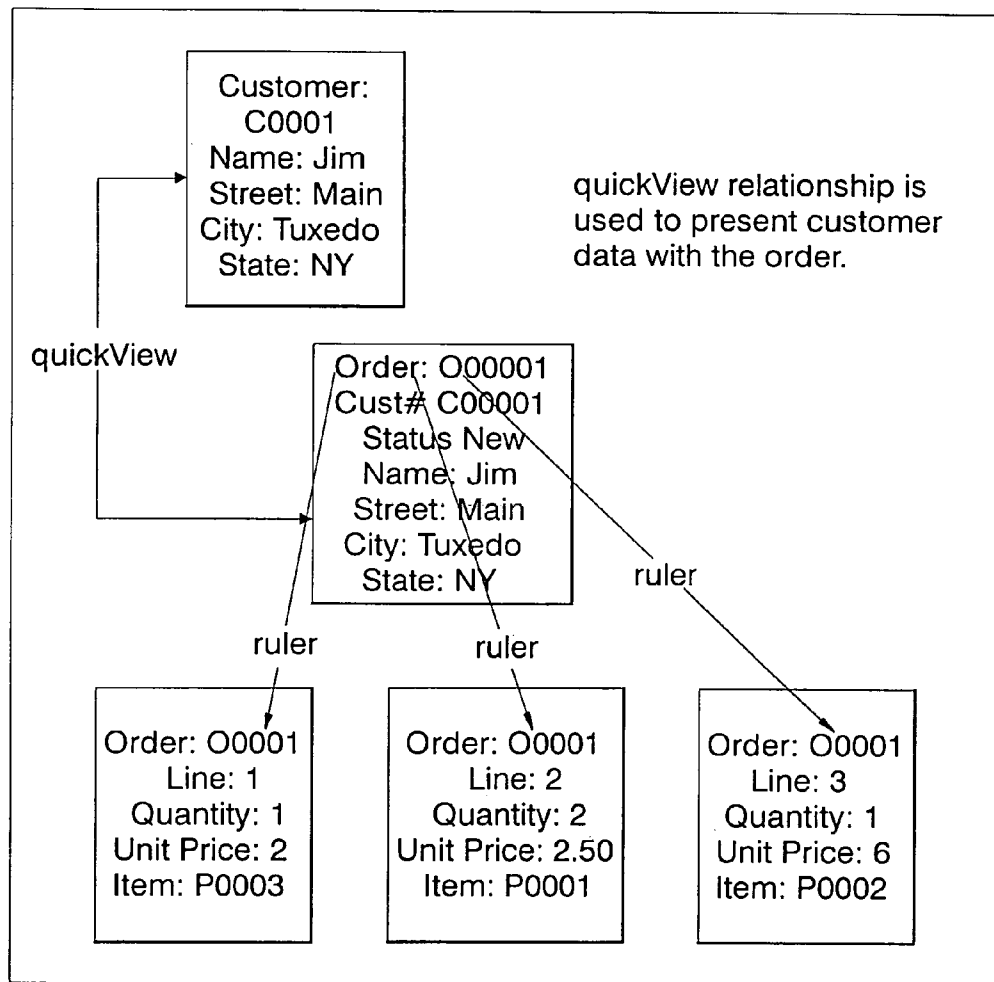 Customer:
C0001
Name: Jim
Street: Main
City: Tuxedo
State: NY
quickView relationship is
used to present customer
data with the order.
quickView
Order: O00001
Cust# C00001
Status New
Name: Jim
Street: Main
City: Tuxedo
State: NY
ruler
ruler
ruler
Order: O0001
Line: 1
Quantity: 1
Unit Price: 2
Item: P0003
Order: O0001
Line: 2
Quantity: 2
Unit Price: 2.50
Item: P0001
Order: O0001
Line: 3
Quantity: 1
Unit Price: 6
Item: P0002